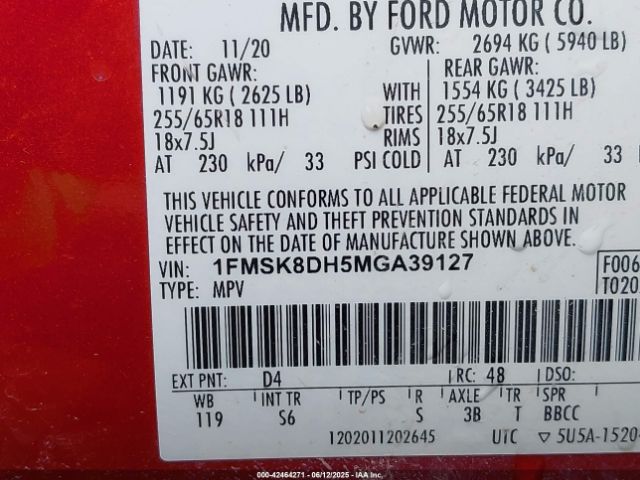 MFD. BY FORD MOTOR CO.
DATE: 11/20 GVWR: 2694 KG ( 5940 LB)
FRONT GAWR: REAR GAWR:
1191 KG ( 2625 LB) WITH 1554 KG ( 3425 LB)
255/65R18 111H TIRES 255/65R18 111H
18x7.5J RIMS 18x7.5J
AT 230 kPa/ 33 PSI COLD AT 230 kPa/ 33
THIS VEHICLE CONFORMS TO ALL APPLICABLE FEDERAL MOTOR
VEHICLE SAFETY AND THEFT PREVENTION STANDARDS IN
EFFECT ON THE DATE OF MANUFACTURE SHOWN ABOVE.
VIN: 1FMSK8DH5MGA39127 F006
TYPE: MPV T020
EXT PNT: D4 RC: 48 DSO:
WB INT TR TP/PS R AXLE TR SPR
119 S6 S 3B T BBCC
1202011202645 UTC ▽ 5U5A-1520
000-42464271 - 06/12/2025 - IAAI